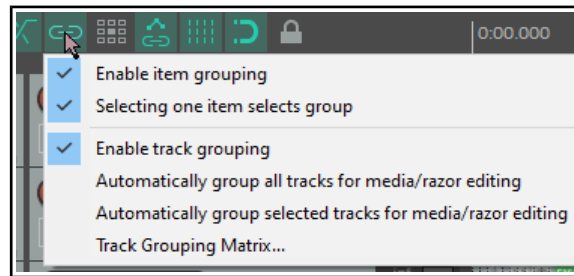 0:00.000
Enable item grouping
Selecting one item selects group
Enable track grouping
Automatically group all tracks for media/razor editing
Automatically group selected tracks for media/razor editing
Track Grouping Matrix...